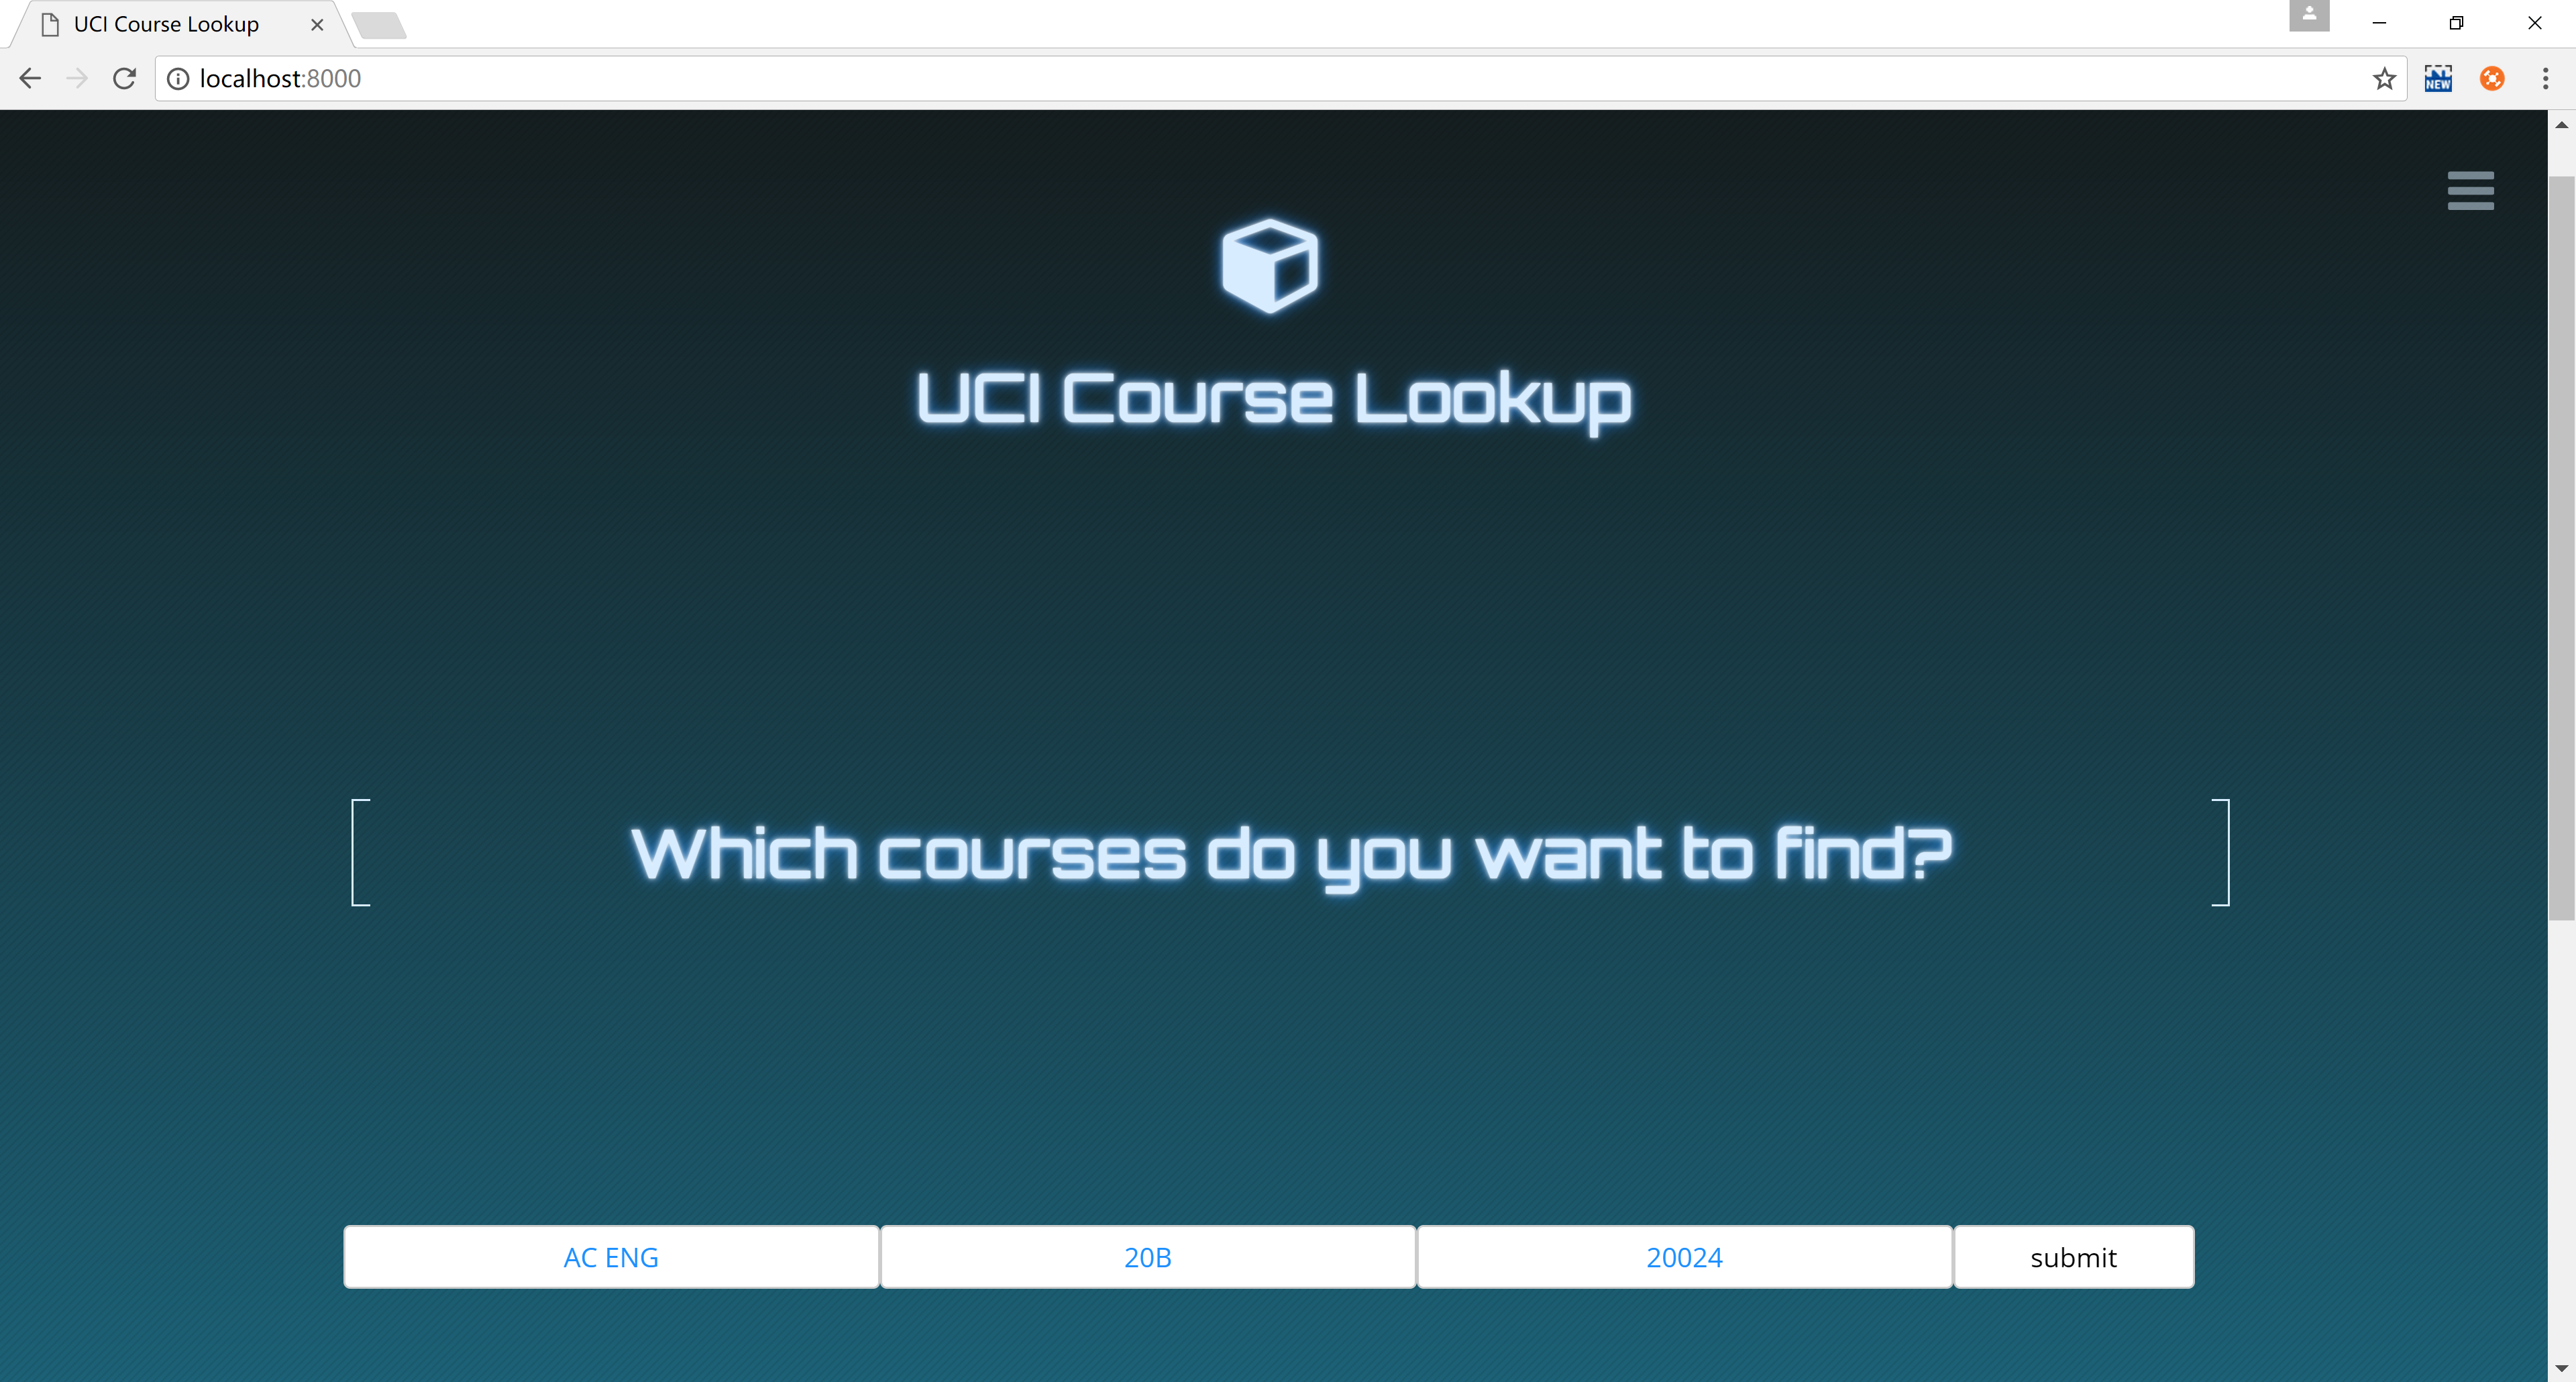 UCI Course Lookup
localhost:8000
NEW
UCI Course Lookup
Which courses do you want to find?
AC ENG
20B
20024
submit